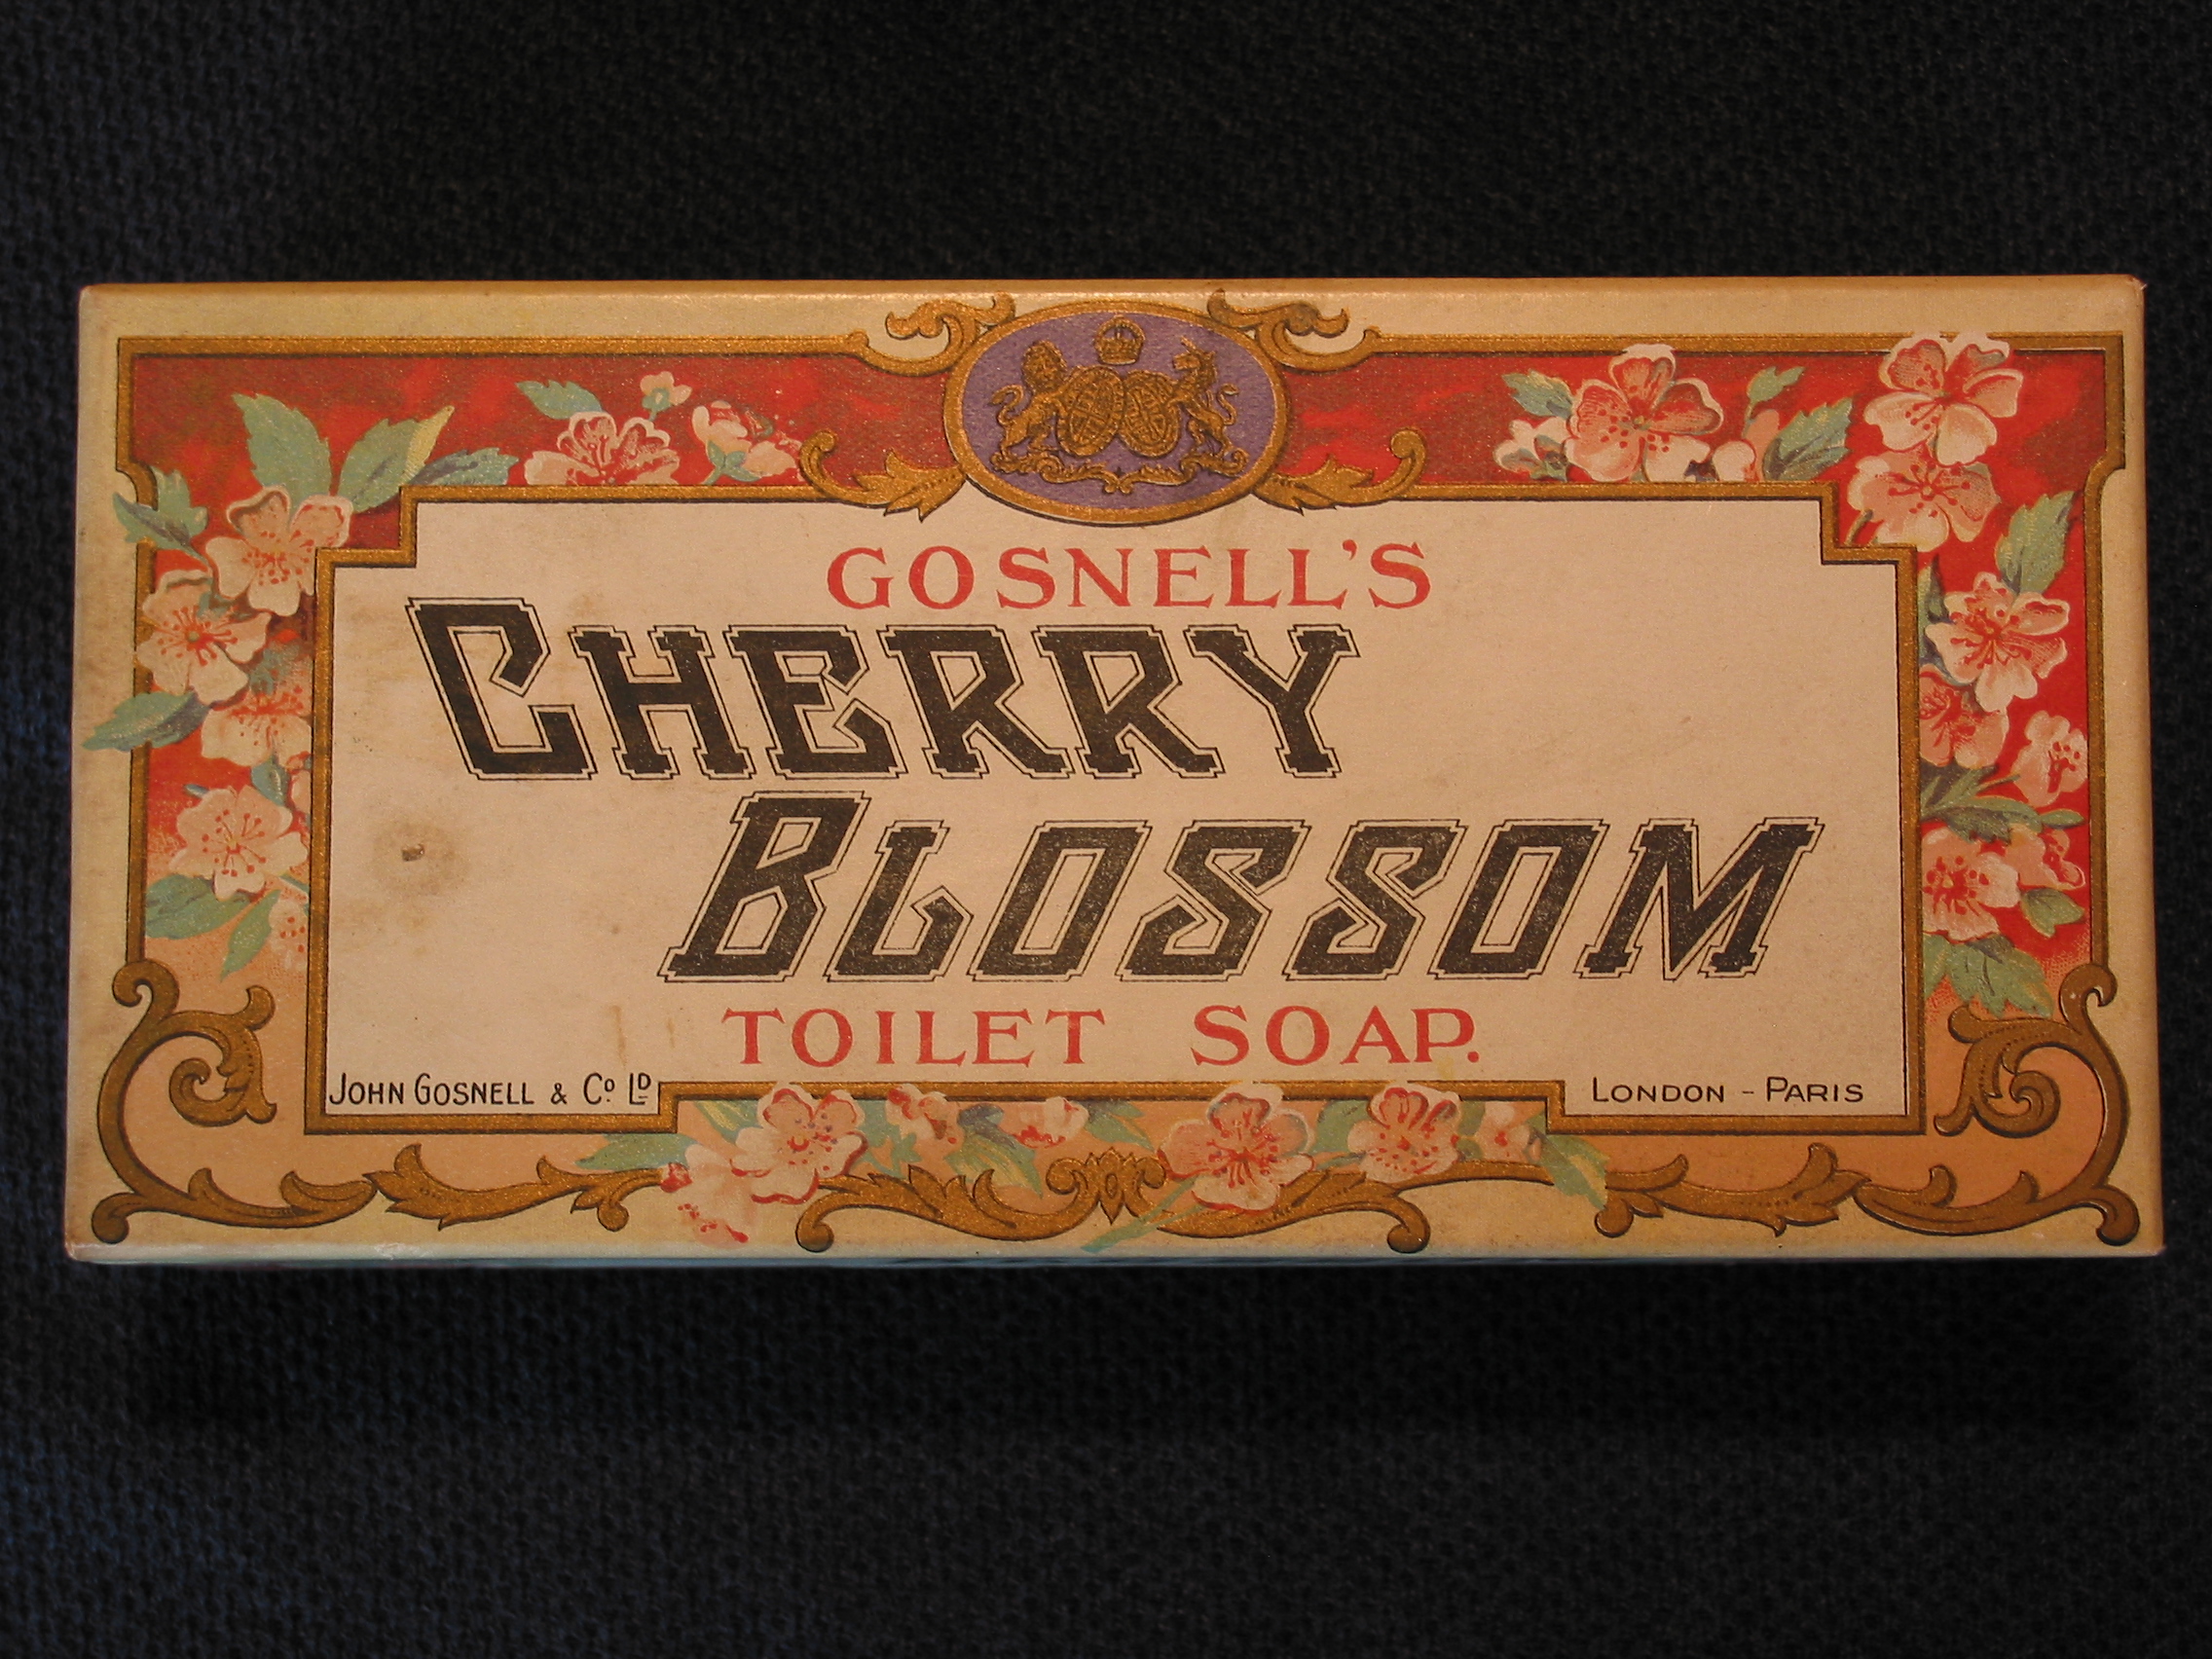 GOSNELL'S
CHERRY
BLOSSOM
TOILET SOAP.
JOHN GOSNELL & Co LD
LONDON - PARIS